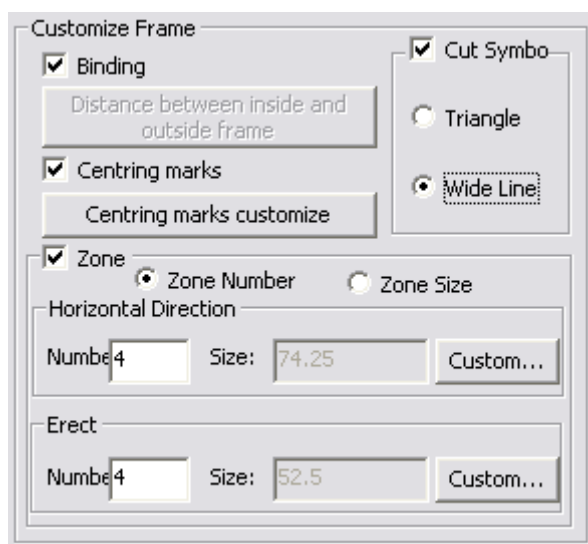 Customize Frame
Binding
Distance between inside and
outside frame
Centring marks
Centring marks customize
Cut Symbo
Triangle
Wide Line
Zone
Zone Number
Zone Size
Horizontal Direction
Numbe 4 Size: 74.25 Custom...
Erect
Numbe 4 Size: 52.5 Custom...